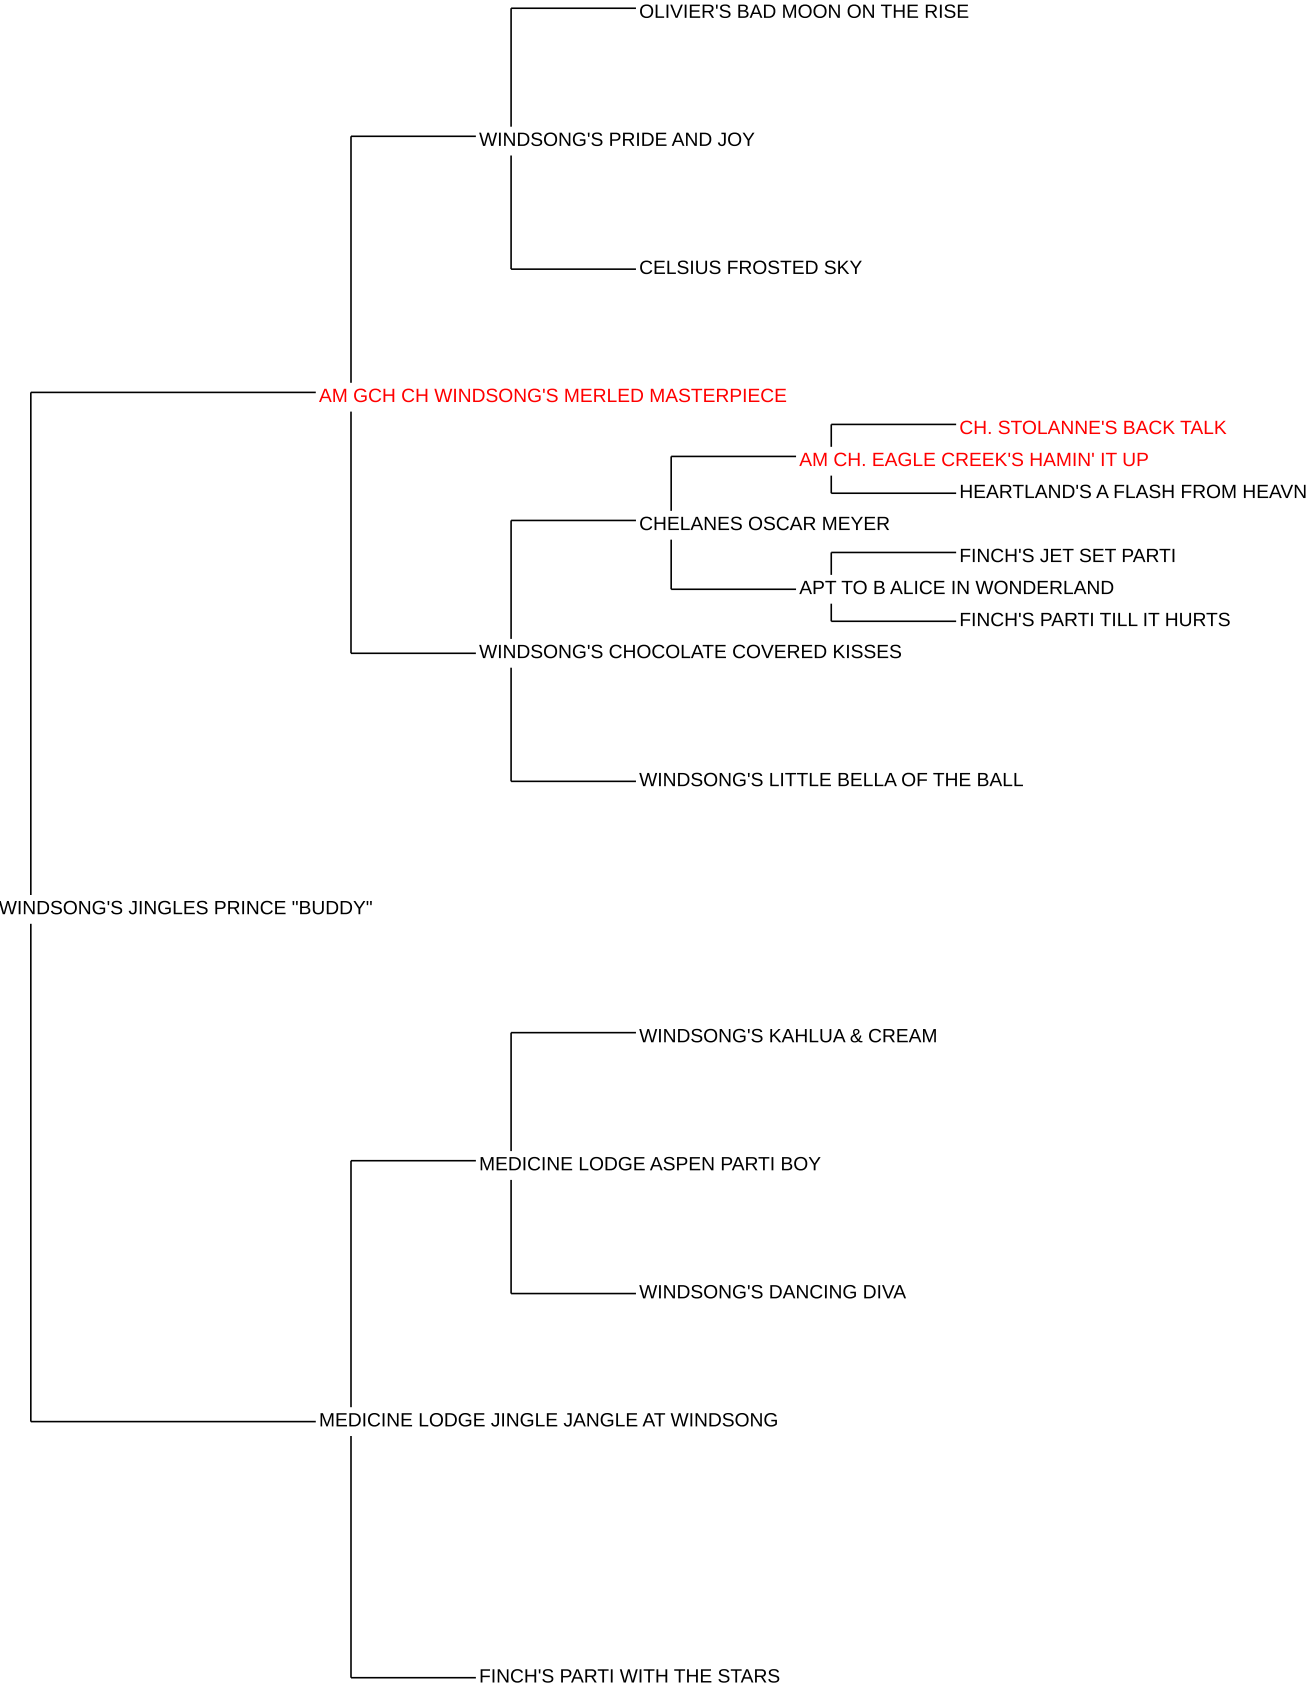 OLIVIER'S BAD MOON ON THE RISE
WINDSONG'S PRIDE AND JOY
CELSIUS FROSTED SKY
AM GCH CH WINDSONG'S MERLED MASTERPIECE
CH. STOLANNE'S BACK TALK
AM CH. EAGLE CREEK'S HAMIN' IT UP
HEARTLAND'S A FLASH FROM HEAVN
CHELANES OSCAR MEYER
FINCH'S JET SET PARTI
APT TO B ALICE IN WONDERLAND
FINCH'S PARTI TILL IT HURTS
WINDSONG'S CHOCOLATE COVERED KISSES
WINDSONG'S LITTLE BELLA OF THE BALL
WINDSONG'S JINGLES PRINCE "BUDDY"
WINDSONG'S KAHLUA & CREAM
MEDICINE LODGE ASPEN PARTI BOY
WINDSONG'S DANCING DIVA
MEDICINE LODGE JINGLE JANGLE AT WINDSONG
FINCH'S PARTI WITH THE STARS